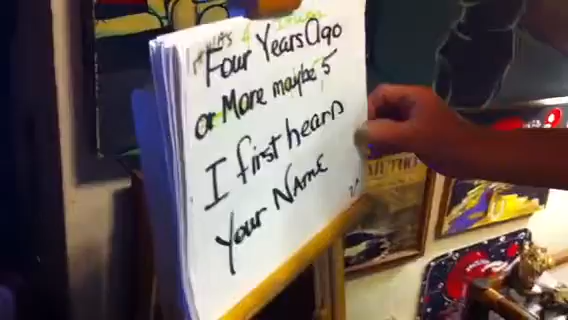 Four Years Ago
or More maybe 5
I first heard
Your Name